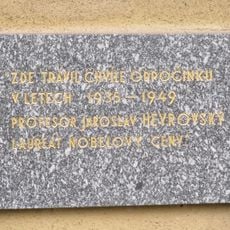 ZDE TRÁVIL CHVÍLE ODPOČINKU
V LETECH 1936 – 1949
PROFESOR JAROSLAV HEYROVSKÝ
LAUREÁT NOBELOVY CENY